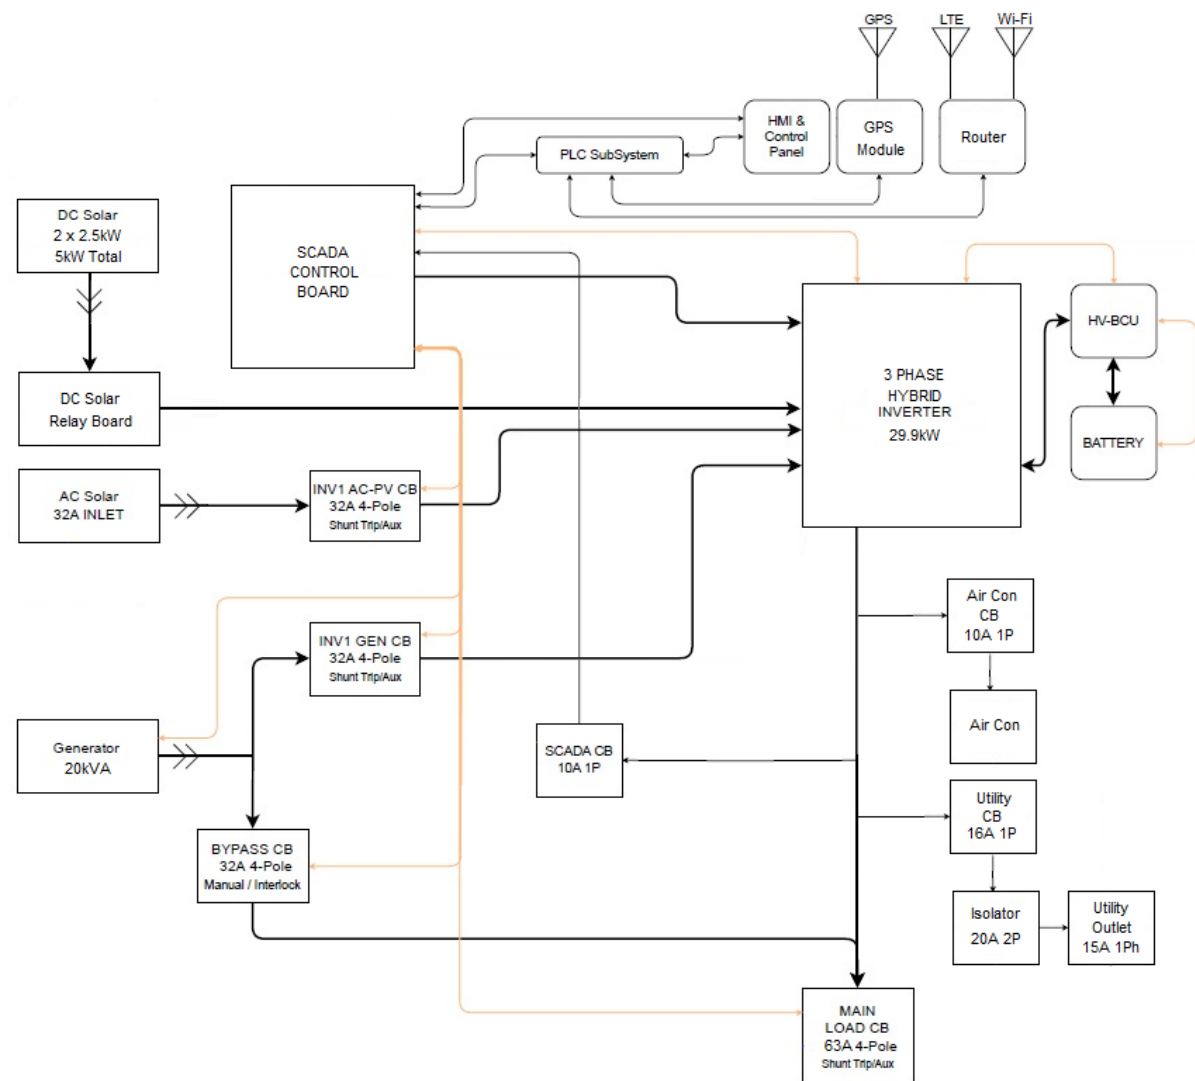 GPS
LTE
Wi-Fi
HMI &
Control
Panel
GPS
Module
Router
PLC SubSystem
DC Solar
2 x 2.5kW
5kW Total
SCADA
CONTROL
BOARD
HV-BCU
3 PHASE
HYBRID
INVERTER
29.9kW
DC Solar
Relay Board
BATTERY
AC Solar
32A INLET
INV1 AC-PV CB
32A 4-Pole
Shunt Trip/Aux
Air Con
CB
10A 1P
INV1 GEN CB
32A 4-Pole
Shunt Trip/Aux
Air Con
Generator
20kVA
SCADA CB
10A 1P
Utility
CB
16A 1P
BYPASS CB
32A 4-Pole
Manual / Interlock
Isolator
20A 2P
Utility
Outlet
15A 1Ph
MAIN
LOAD CB
63A 4-Pole
Shunt Trip/Aux